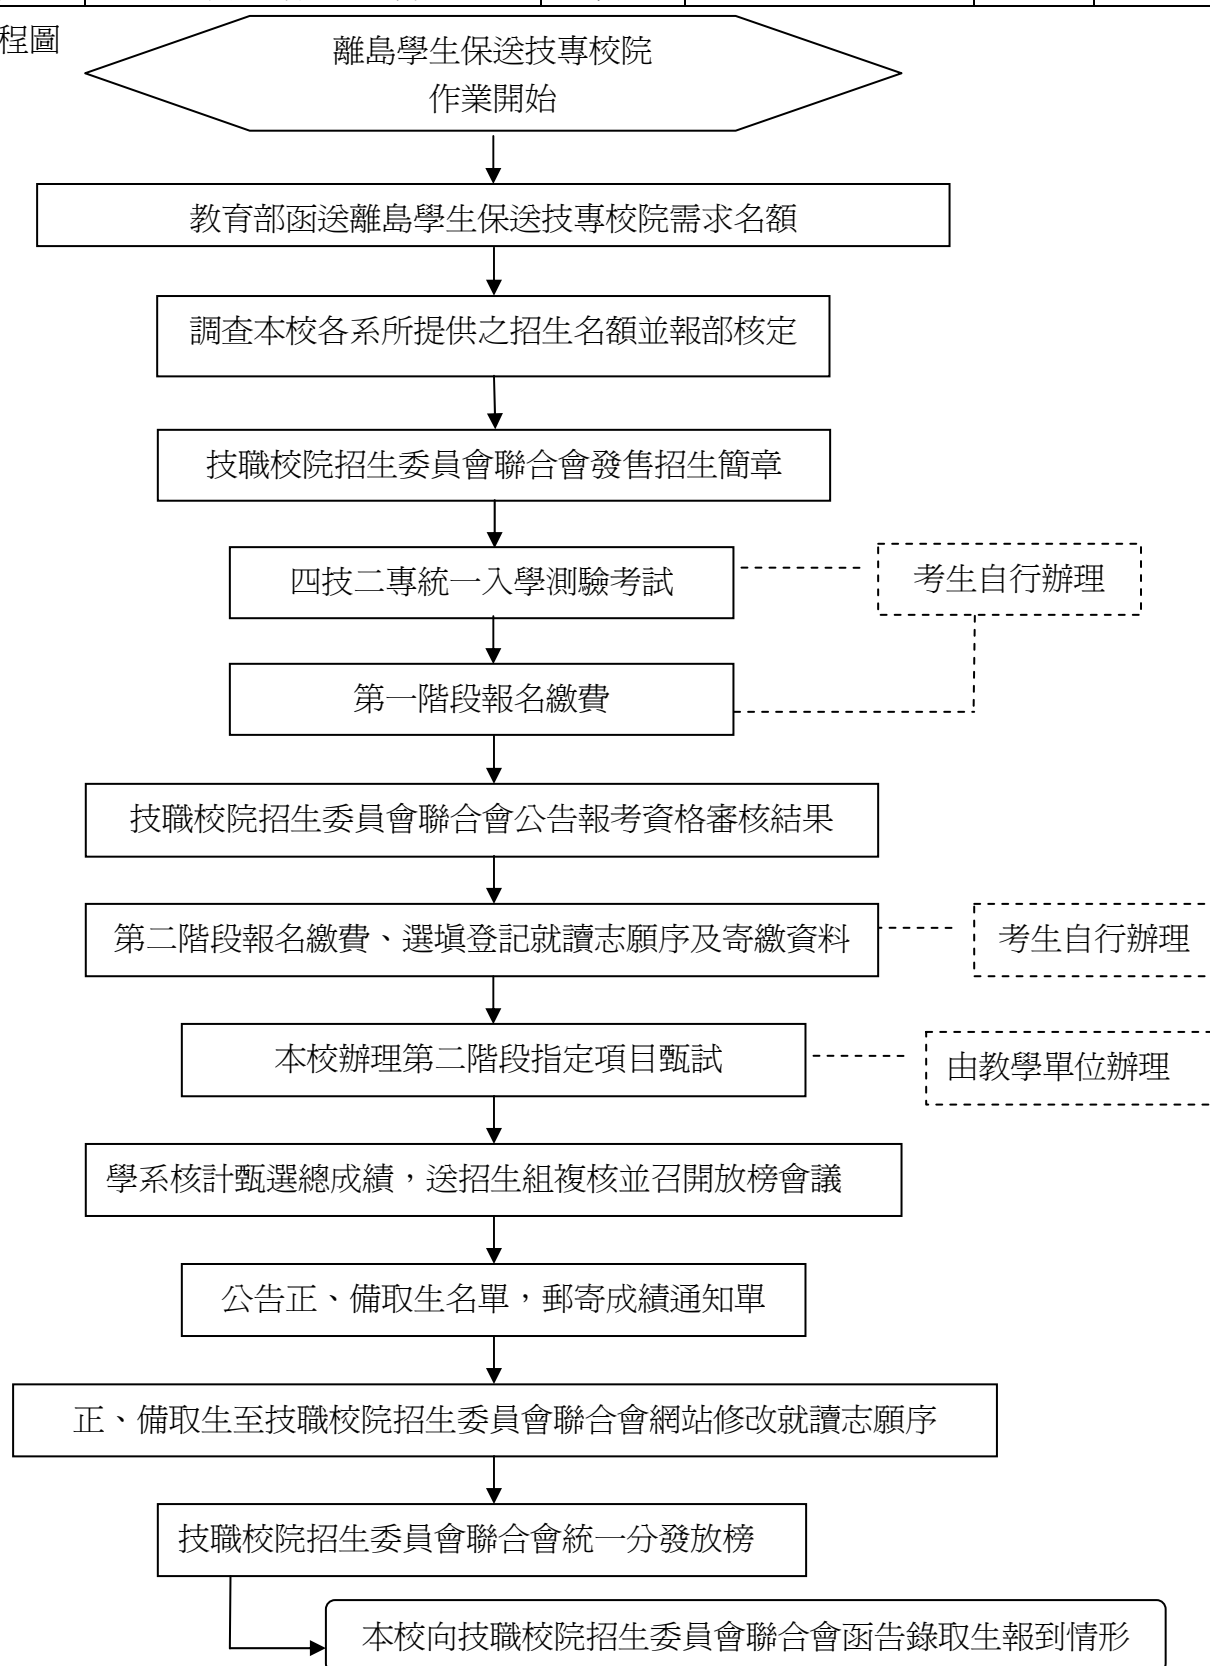 程圖
離島學生保送技專校院
作業開始
教育部函送離島學生保送技專校院需求名額
調查本校各系所提供之招生名額並報部核定
技職校院招生委員會聯合會發售招生簡章
四技二專統一入學測驗考試
考生自行辦理
第一階段報名繳費
技職校院招生委員會聯合會公告報考資格審核結果
第二階段報名繳費、選填登記就讀志願序及寄繳資料
考生自行辦理
本校辦理第二階段指定項目甄試
由教學單位辦理
學系核計甄選總成績，送招生組複核並召開放榜會議
公告正、備取生名單，郵寄成績通知單
正、備取生至技職校院招生委員會聯合會網站修改就讀志願序
技職校院招生委員會聯合會統一分發放榜
本校向技職校院招生委員會聯合會函告錄取生報到情形